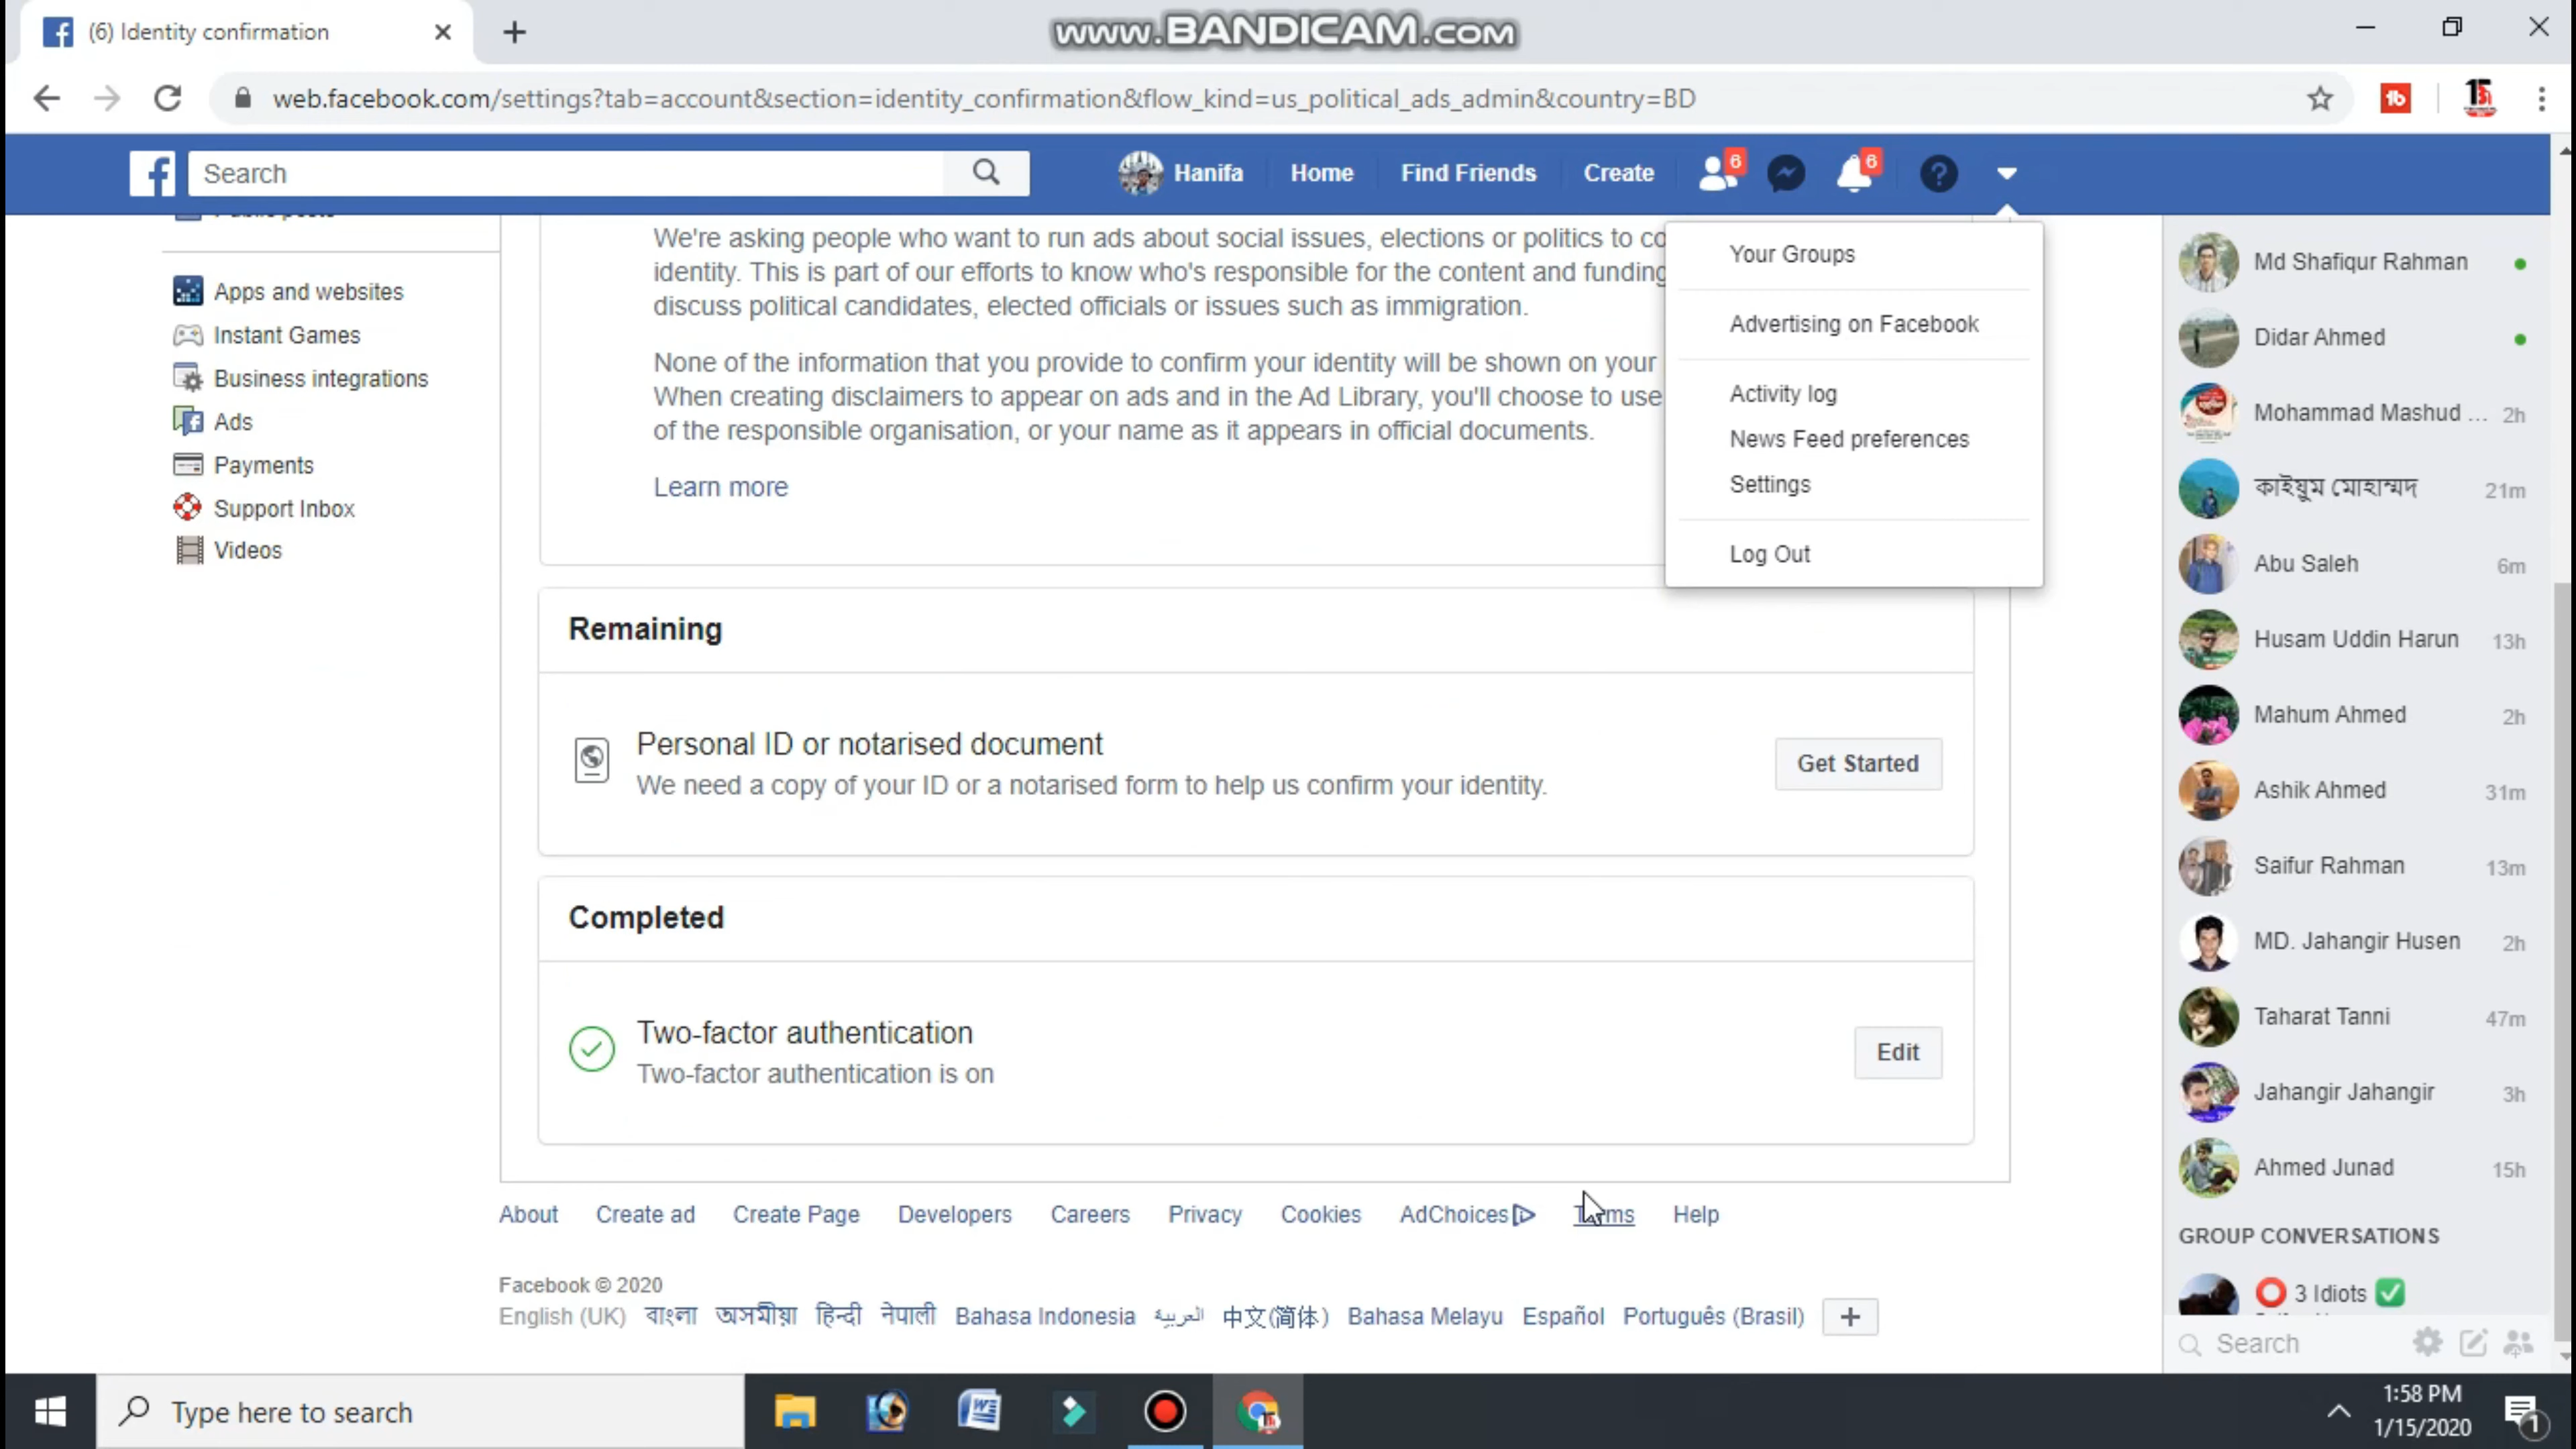 (6) Identity confirmation
www.BANDICAM.com
web.facebook.com/settings?tab=account&section=identity_confirmation&flow_kind=us_political_ads_admin&country=BD
Search
Hanifa
Home
Find Friends
Create
6
6
Public posts
Apps and websites
Instant Games
Business integrations
Ads
Payments
Support Inbox
Videos
We're asking people who want to run ads about social issues, elections or politics to co
identity. This is part of our efforts to know who's responsible for the content and funding
discuss political candidates, elected officials or issues such as immigration.
None of the information that you provide to confirm your identity will be shown on your
When creating disclaimers to appear on ads and in the Ad Library, you'll choose to use
of the responsible organisation, or your name as it appears in official documents.
Learn more
Your Groups
Advertising on Facebook
Activity log
News Feed preferences
Settings
Log Out
Remaining
Personal ID or notarised document
We need a copy of your ID or a notarised form to help us confirm your identity.
Get Started
Completed
Two-factor authentication
Two-factor authentication is on
Edit
About Create ad Create Page Developers Careers Privacy Cookies AdChoices Terms Help
Facebook © 2020
English (UK) বাংলা অসমীয়া हिन्दी नेपाली Bahasa Indonesia العربية 中文(简体) Bahasa Melayu Español Português (Brasil)
Md Shafiqur Rahman
Didar Ahmed
Mohammad Mashud ... 2h
কাইয়ুম মোহাম্মদ 21m
Abu Saleh 6m
Husam Uddin Harun 13h
Mahum Ahmed 2h
Ashik Ahmed 31m
Saifur Rahman 13m
MD. Jahangir Husen 2h
Taharat Tanni 47m
Jahangir Jahangir 3h
Ahmed Junad 15h
GROUP CONVERSATIONS
3 Idiots
Search
Type here to search
1:58 PM
1/15/2020
1